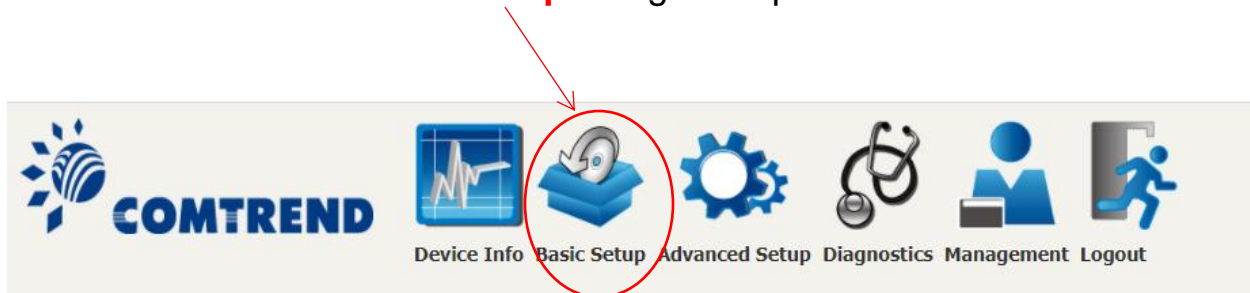 COMTREND
Device Info Basic Setup Advanced Setup Diagnostics Management Logout